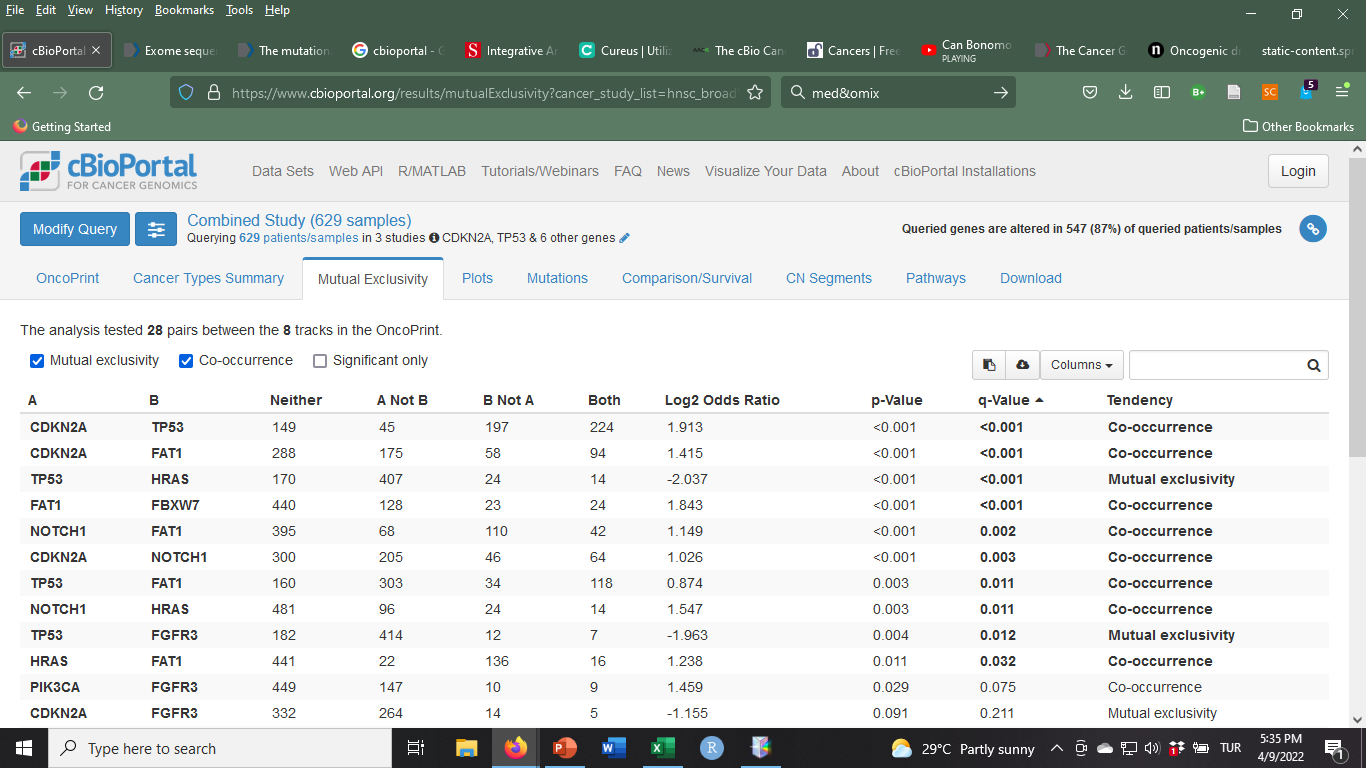 File Edit View History Bookmarks Tools Help
cBioPortal Exome seque The mutation cbioportal - G Integrative An Cureus | Utiliz The cBio Can Cancers | Free Can Bonomo The Cancer G Oncogenic d static-content.spr
PLAYING
https://www.cbioportal.org/results/mutualExclusivity?cancer_study_list=hnsc_broad med&omix
B+ SC 5
Getting Started Other Bookmarks
cBioPortal
FOR CANCER GENOMICS
Data Sets Web API R/MATLAB Tutorials/Webinars FAQ News Visualize Your Data About cBioPortal Installations Login
Modify Query Combined Study (629 samples)
Querying 629 patients/samples in 3 studies CDKN2A, TP53 & 6 other genes
Queried genes are altered in 547 (87%) of queried patients/samples
OncoPrint Cancer Types Summary Mutual Exclusivity Plots Mutations Comparison/Survival CN Segments Pathways Download
The analysis tested 28 pairs between the 8 tracks in the OncoPrint.
Mutual exclusivity Co-occurrence Significant only Columns
A B Neither A Not B B Not A Both Log2 Odds Ratio p-Value q-Value Tendency
CDKN2A TP53 149 45 197 224 1.913 <0.001 <0.001 Co-occurrence
CDKN2A FAT1 288 175 58 94 1.415 <0.001 <0.001 Co-occurrence
TP53 HRAS 170 407 24 14 -2.037 <0.001 <0.001 Mutual exclusivity
FAT1 FBXW7 440 128 23 24 1.843 <0.001 <0.001 Co-occurrence
NOTCH1 FAT1 395 68 110 42 1.149 <0.001 0.002 Co-occurrence
CDKN2A NOTCH1 300 205 46 64 1.026 <0.001 0.003 Co-occurrence
TP53 FAT1 160 303 34 118 0.874 0.003 0.011 Co-occurrence
NOTCH1 HRAS 481 96 24 14 1.547 0.003 0.011 Co-occurrence
TP53 FGFR3 182 414 12 7 -1.963 0.004 0.012 Mutual exclusivity
HRAS FAT1 441 22 136 16 1.238 0.011 0.032 Co-occurrence
PIK3CA FGFR3 449 147 10 9 1.459 0.029 0.075 Co-occurrence
CDKN2A FGFR3 332 264 14 5 -1.155 0.091 0.211 Mutual exclusivity
Type here to search 29°C Partly sunny TUR 5:35 PM
4/9/2022 1